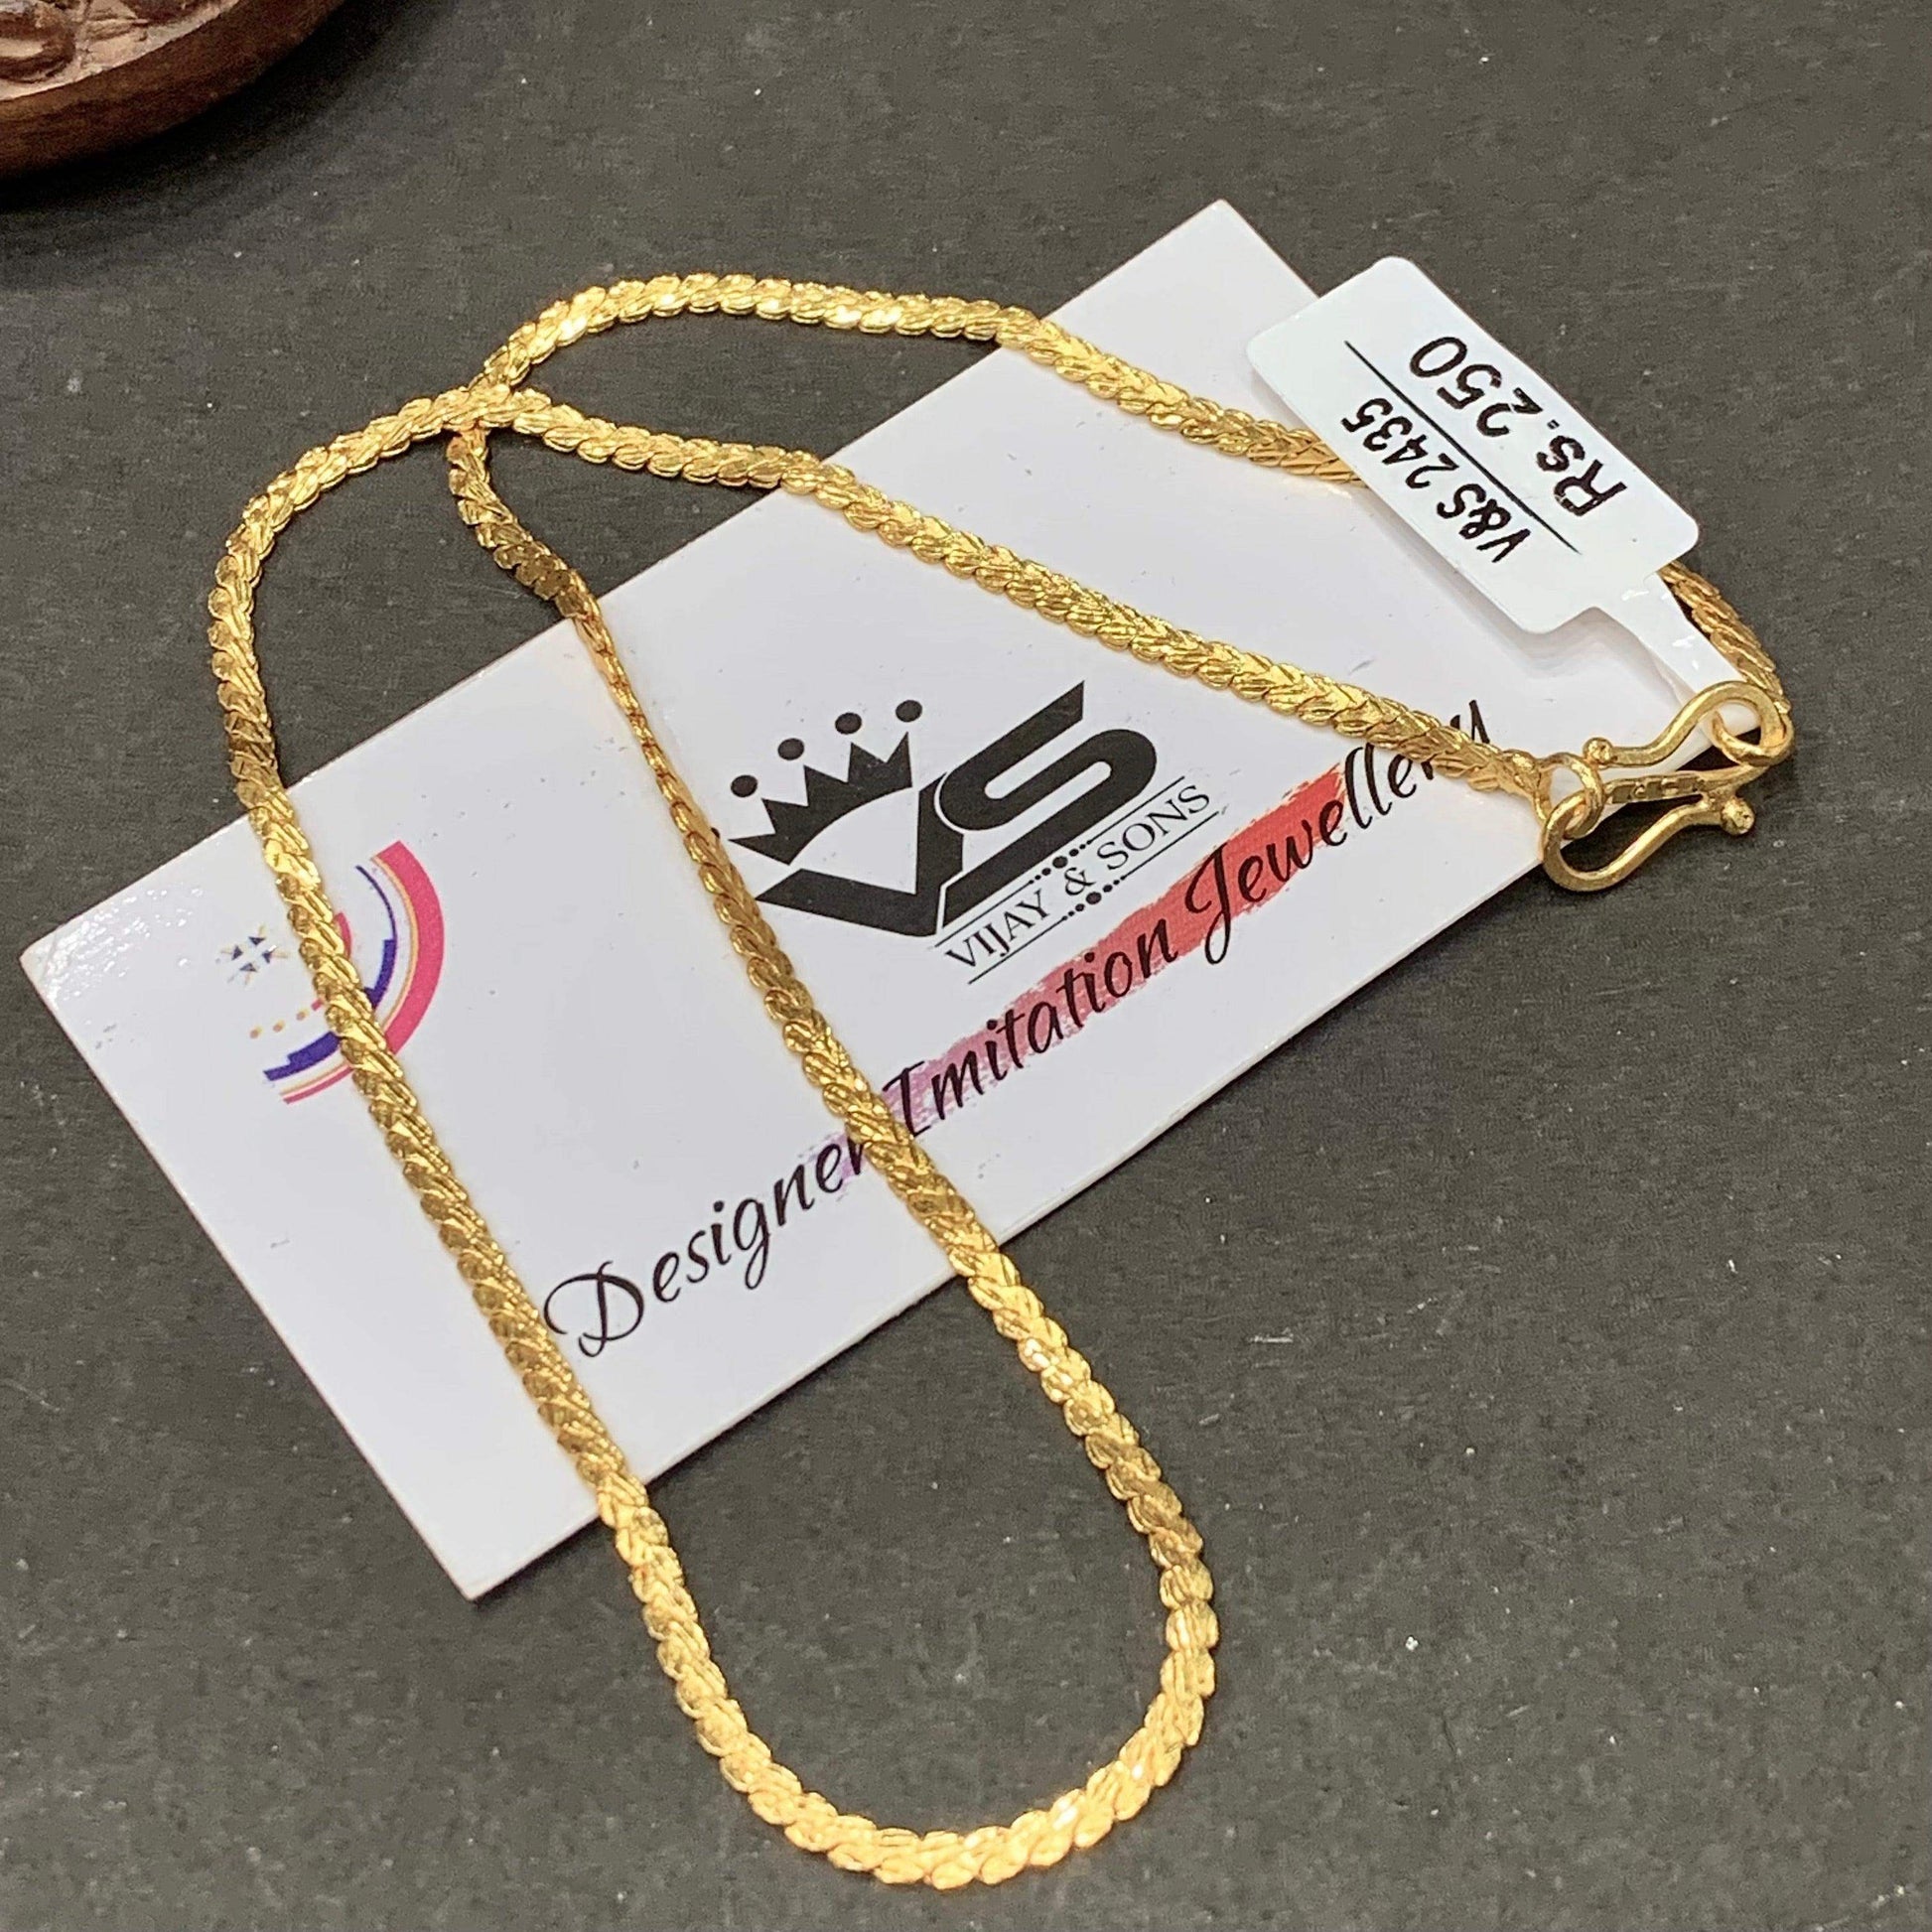 V&S 2435
Rs.250
VS
VIJAY & SONS
Designer Imitation Jewellery